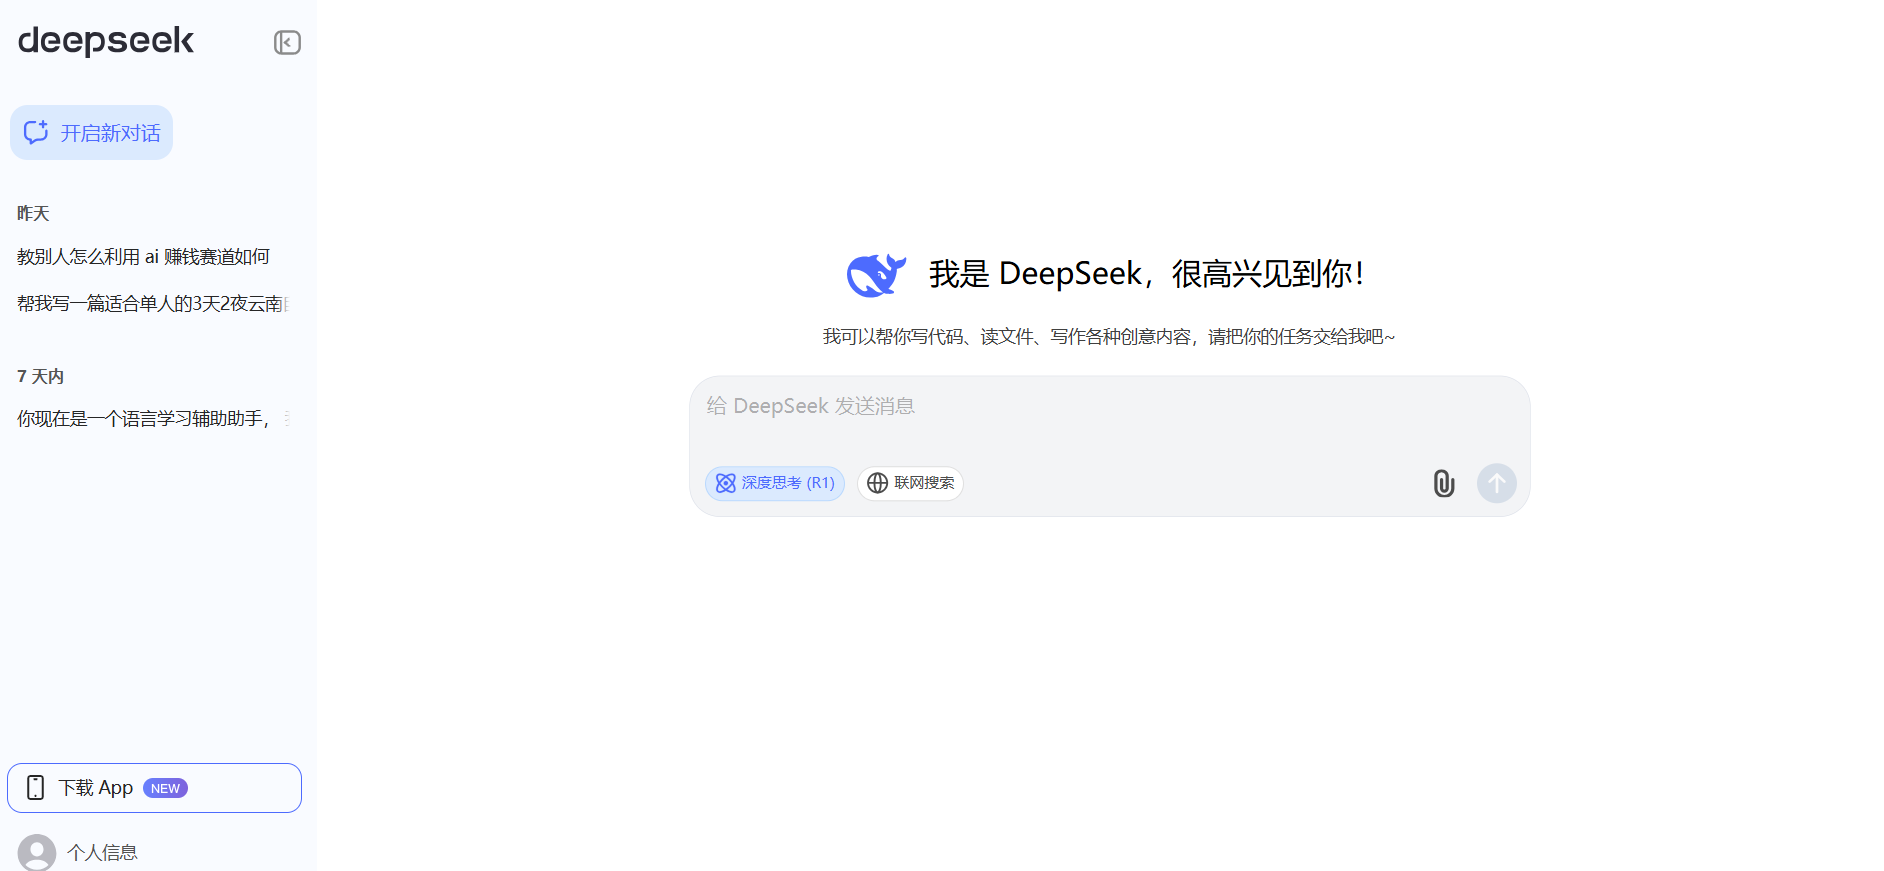 deepseek
开启新对话
昨天
教别人怎么利用 ai 赚钱赛道如何
帮我写一篇适合单人的3天2夜云南
7 天内
你现在是一个语言学习辅助助手，
下载 App NEW
个人信息
我是 DeepSeek，很高兴见到你！
我可以帮你写代码、读文件、写作各种创意内容，请把你的任务交给我吧~
给 DeepSeek 发送消息
深度思考 (R1) 联网搜索